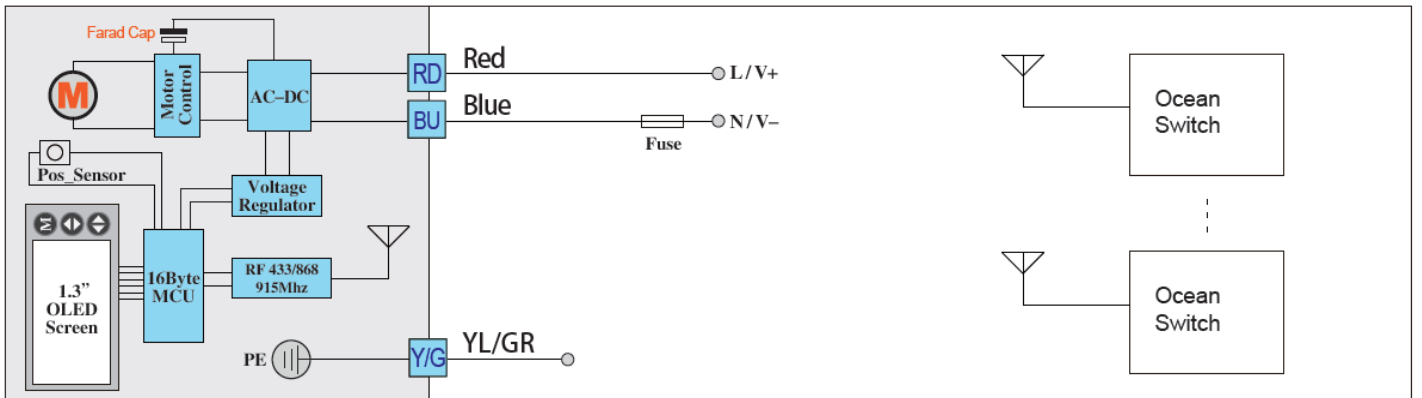 Farad Cap
M
Motor
Control
AC–DC
RD
Red
L / V+
BU
Blue
N / V–
Fuse
Pos_Sensor
Voltage
Regulator
M
1.3”
OLED
Screen
16Byte
MCU
RF 433/868
915Mhz
PE
Y/G
YL/GR
Ocean
Switch
Ocean
Switch